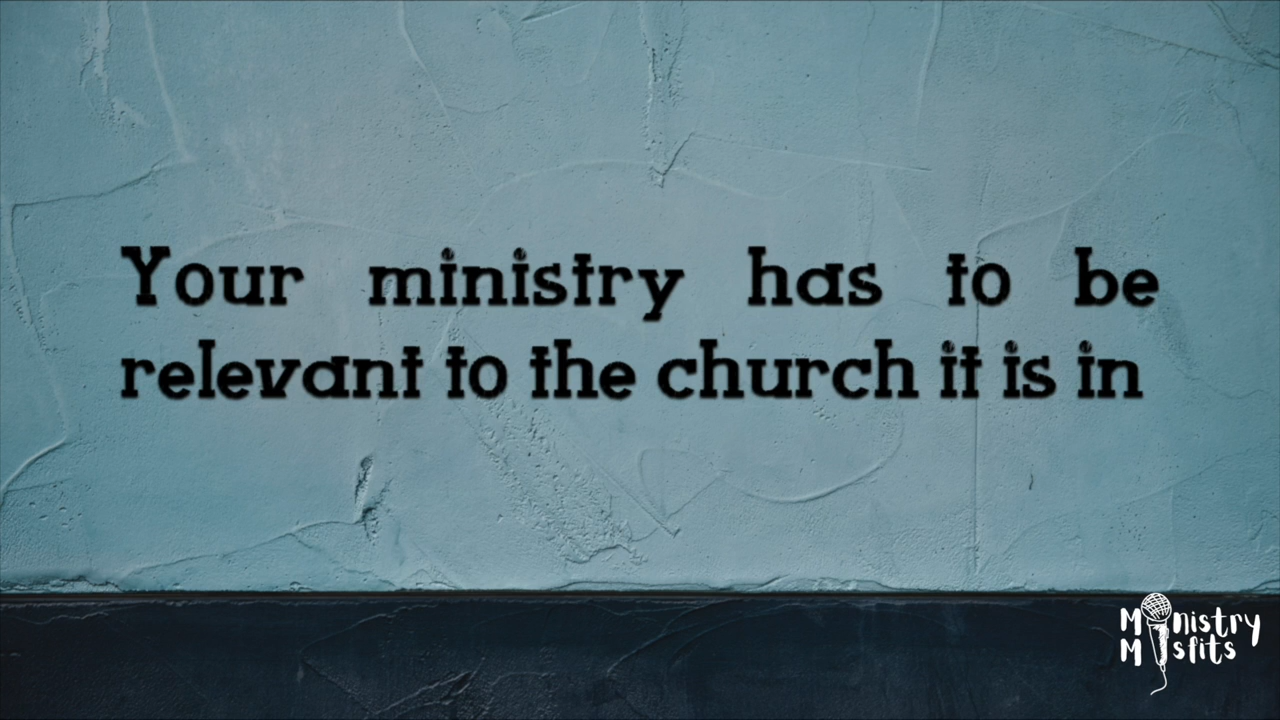 Your ministry has to be
relevant to the church it is in
Ministry
Misfits